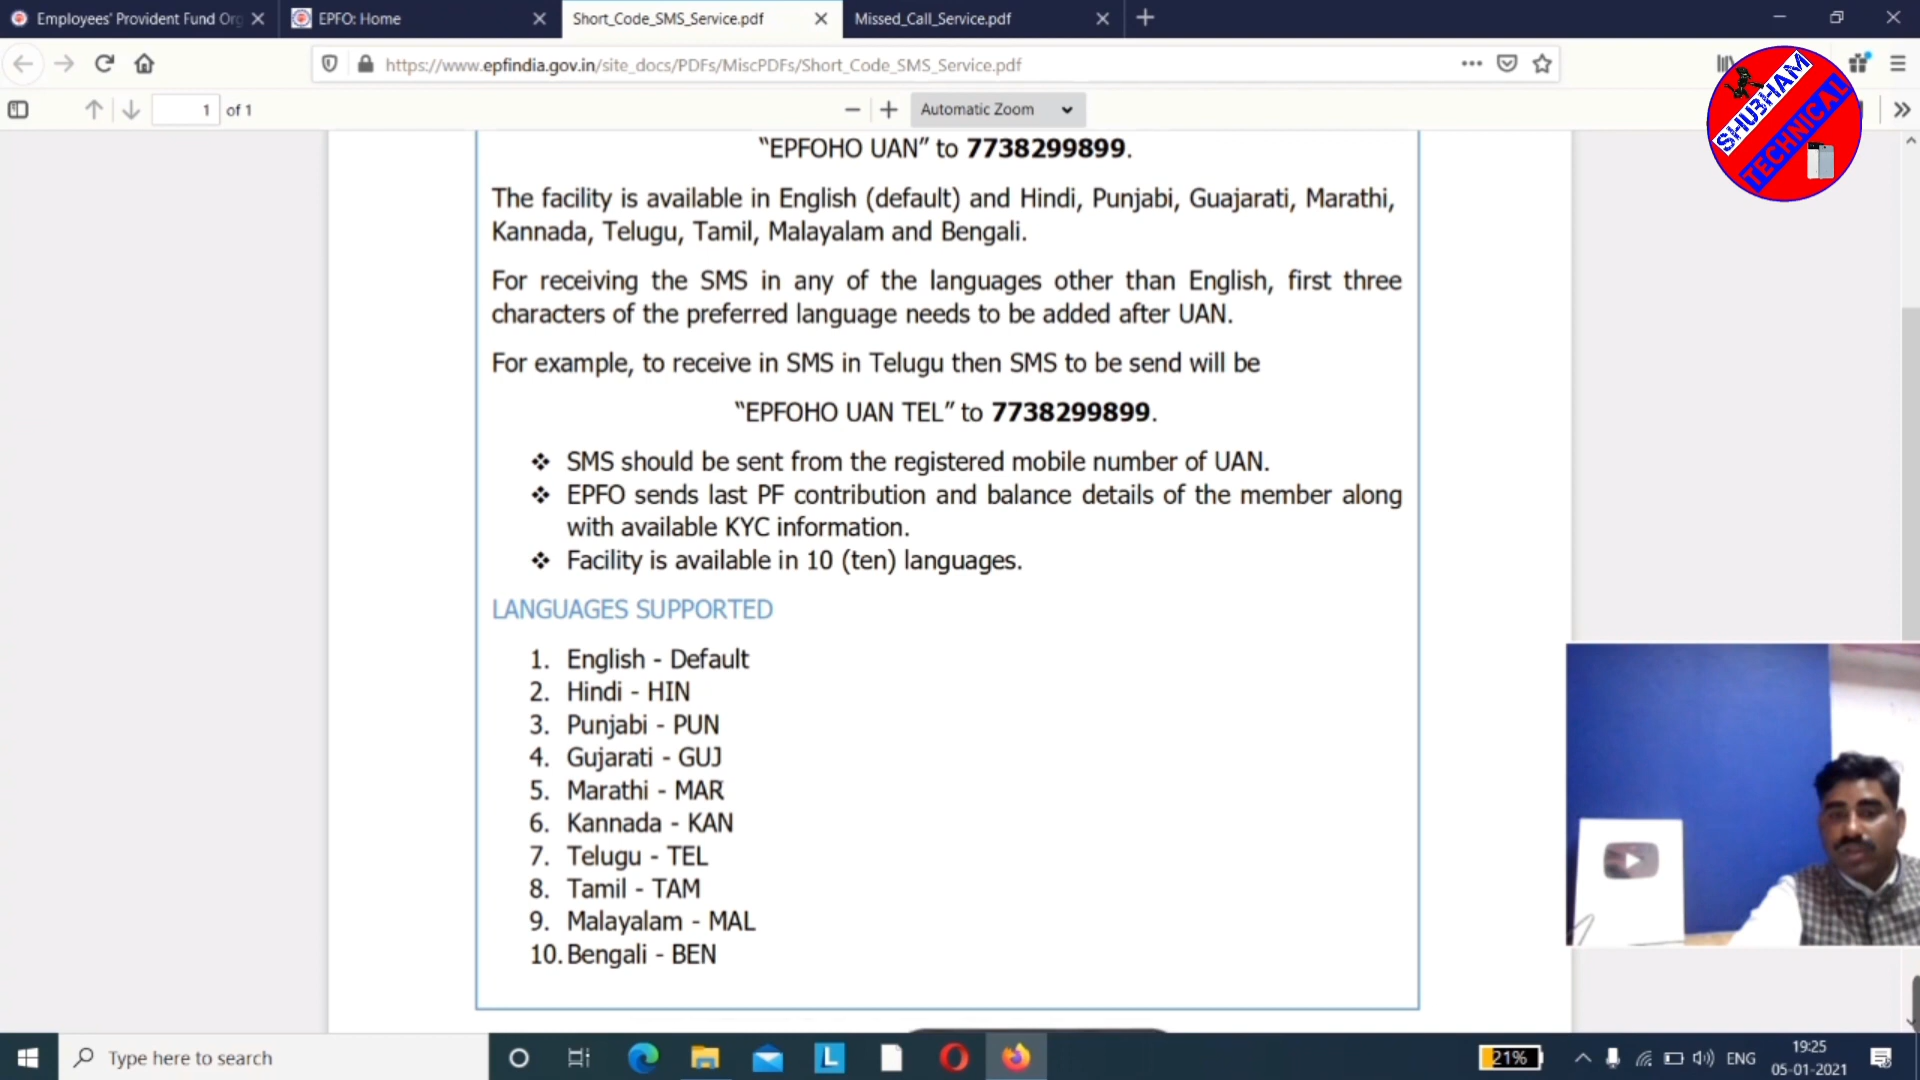 Employees' Provident Fund Org
EPFO: Home
Short_Code_SMS_Service.pdf
Missed_Call_Service.pdf
https://www.epfindia.gov.in/site_docs/PDFs/MiscPDFs/Short_Code_SMS_Service.pdf
1 of 1
Automatic Zoom
SHUBHAM
TECHNICAL
“EPFOHO UAN” to 7738299899.
The facility is available in English (default) and Hindi, Punjabi, Guajarati, Marathi,
Kannada, Telugu, Tamil, Malayalam and Bengali.
For receiving the SMS in any of the languages other than English, first three
characters of the preferred language needs to be added after UAN.
For example, to receive in SMS in Telugu then SMS to be send will be
“EPFOHO UAN TEL” to 7738299899.
❖ SMS should be sent from the registered mobile number of UAN.
❖ EPFO sends last PF contribution and balance details of the member along
with available KYC information.
❖ Facility is available in 10 (ten) languages.
LANGUAGES SUPPORTED
1. English - Default
2. Hindi - HIN
3. Punjabi - PUN
4. Gujarati - GUJ
5. Marathi - MAR
6. Kannada - KAN
7. Telugu - TEL
8. Tamil - TAM
9. Malayalam - MAL
10. Bengali - BEN
Type here to search
L
21%
ENG
19:25
05-01-2021